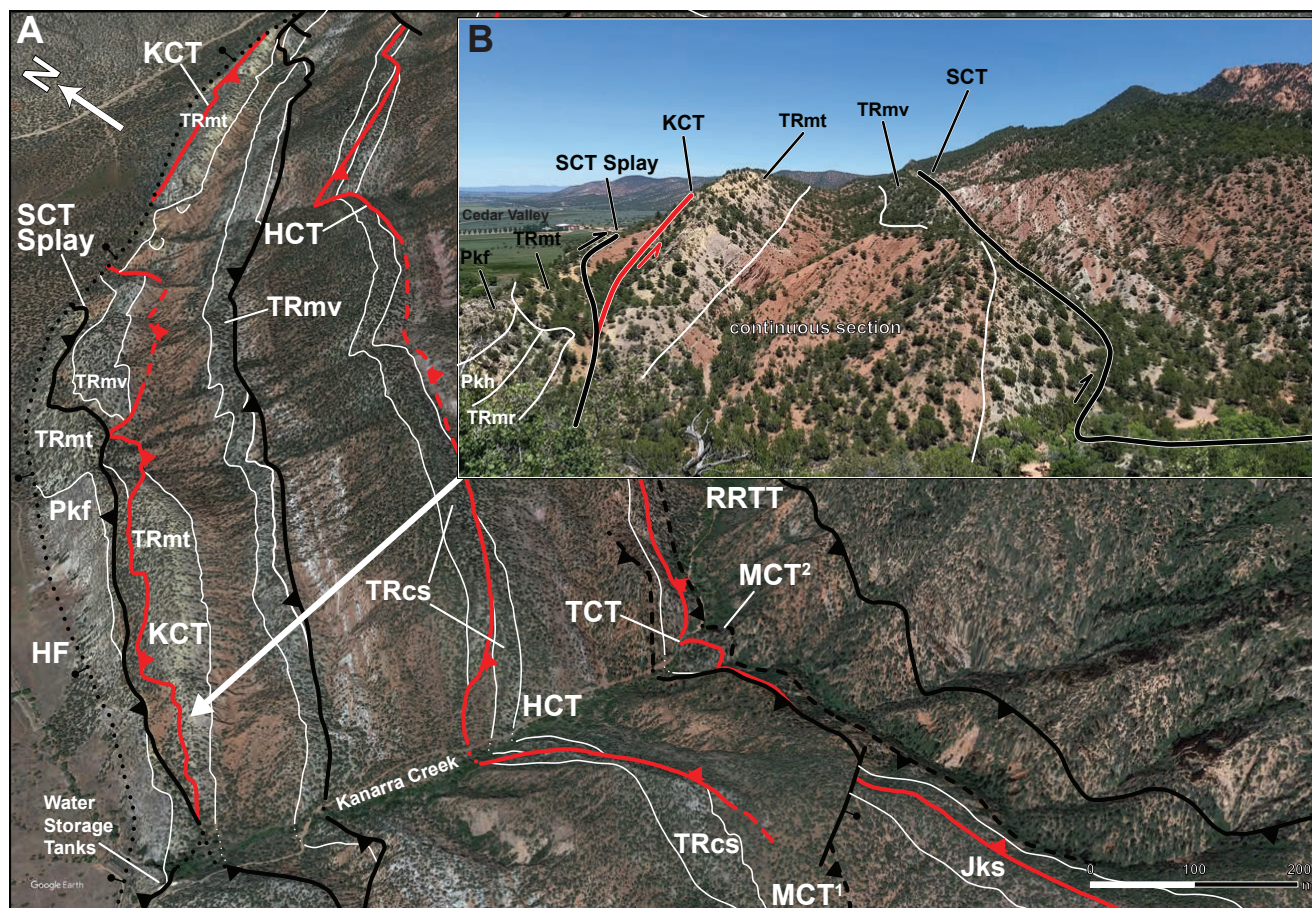 A
N
KCT
TRmt
SCT
Splay
HCT
TRmv
TRmv
TRmt
Pkf
TRmt
KCT
HF
TRcs
HCT
Kanarra Creek
Water
Storage
Tanks
Google Earth
TRcs
MCT¹
Jks
TCT
MCT²
RRTT
0 100 200
m
B
SCT
TRmv
TRmt
KCT
SCT Splay
Cedar Valley
TRmt
Pkf
Pkh
TRmr
continuous section